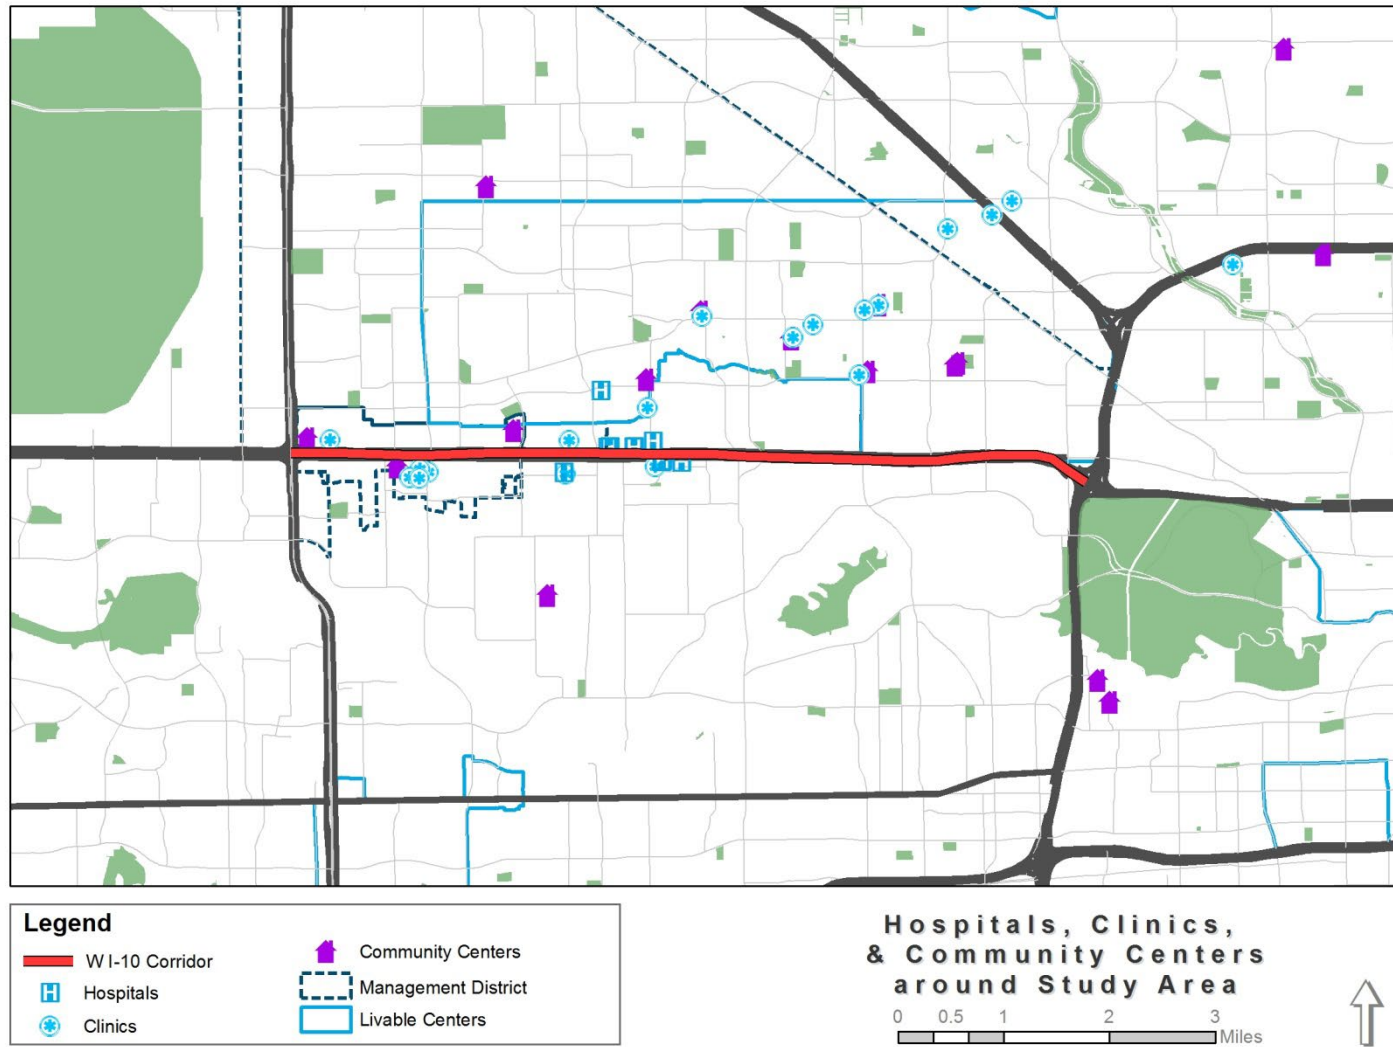 Legend
W I-10 Corridor
Hospitals
Clinics
Community Centers
Management District
Livable Centers
Hospitals, Clinics,
& Community Centers
around Study Area
0 0.5 1 2 3
Miles